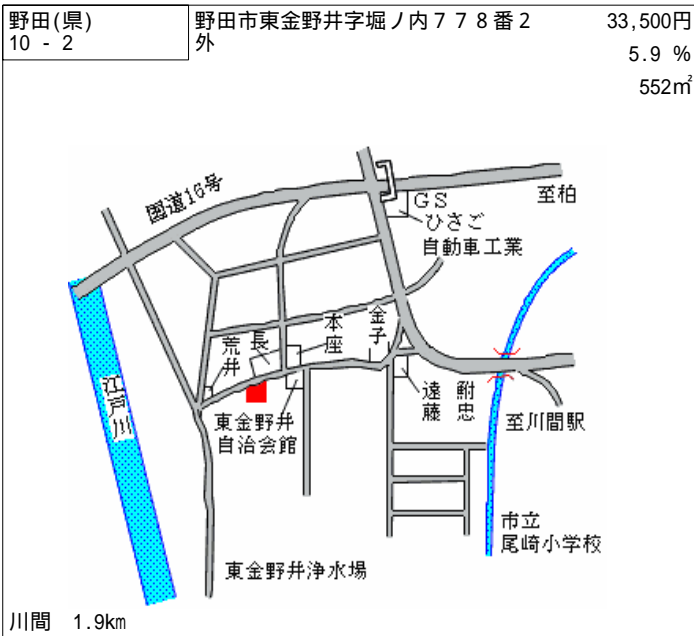 野田(県)
10 - 2
野田市東金野井字堀ノ内７７８番２
外
33,500円
5.9 %
552㎡
国道16号
GS
ひさご
自動車工業
至柏
江戸川
荒井
長
本座
金子
遠藤
鮒忠
至川間駅
東金野井
自治会館
市立
尾崎小学校
東金野井浄水場
川間　1.9km